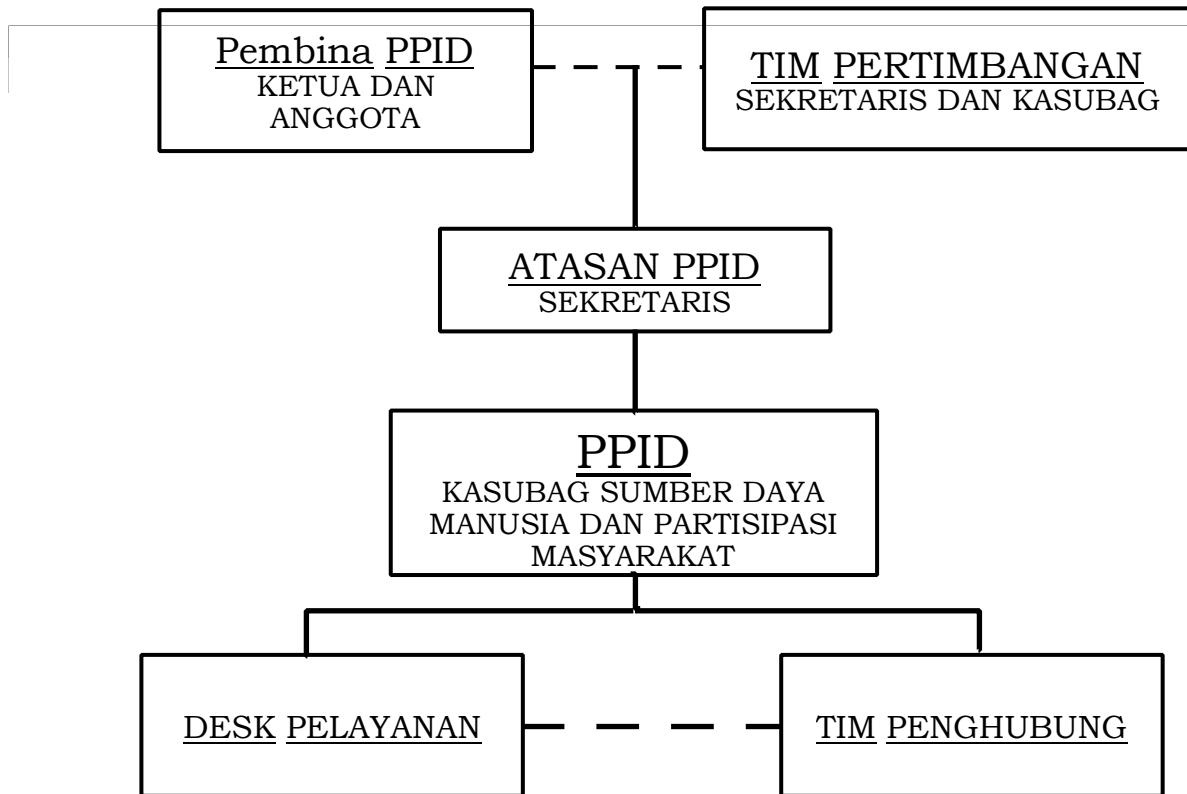 Pembina PPID
KETUA DAN
ANGGOTA
TIM PERTIMBANGAN
SEKRETARIS DAN KASUBAG
ATASAN PPID
SEKRETARIS
PPID
KASUBAG SUMBER DAYA
MANUSIA DAN PARTISIPASI
MASYARAKAT
DESK PELAYANAN
TIM PENGHUBUNG